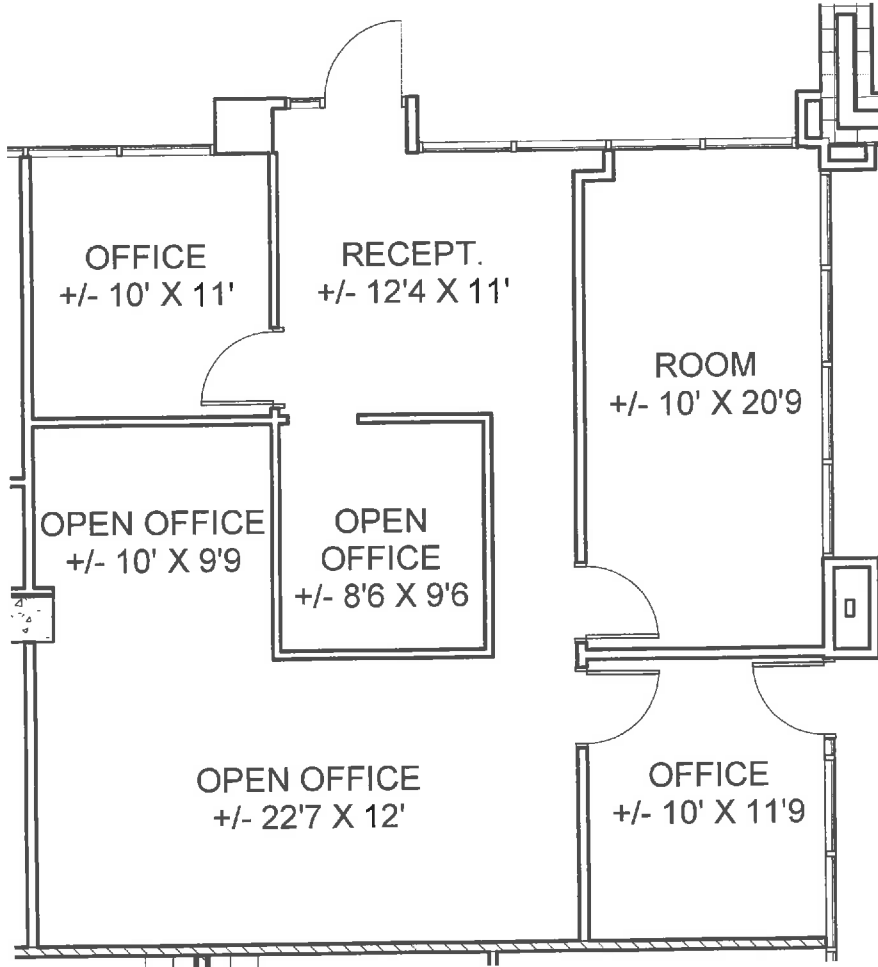 OFFICE
+/- 10' X 11'
RECEPT.
+/- 12'4 X 11'
ROOM
+/- 10' X 20'9
OPEN OFFICE
+/- 10' X 9'9
OPEN
OFFICE
+/- 8'6 X 9'6
OPEN OFFICE
+/- 22'7 X 12'
OFFICE
+/- 10' X 11'9